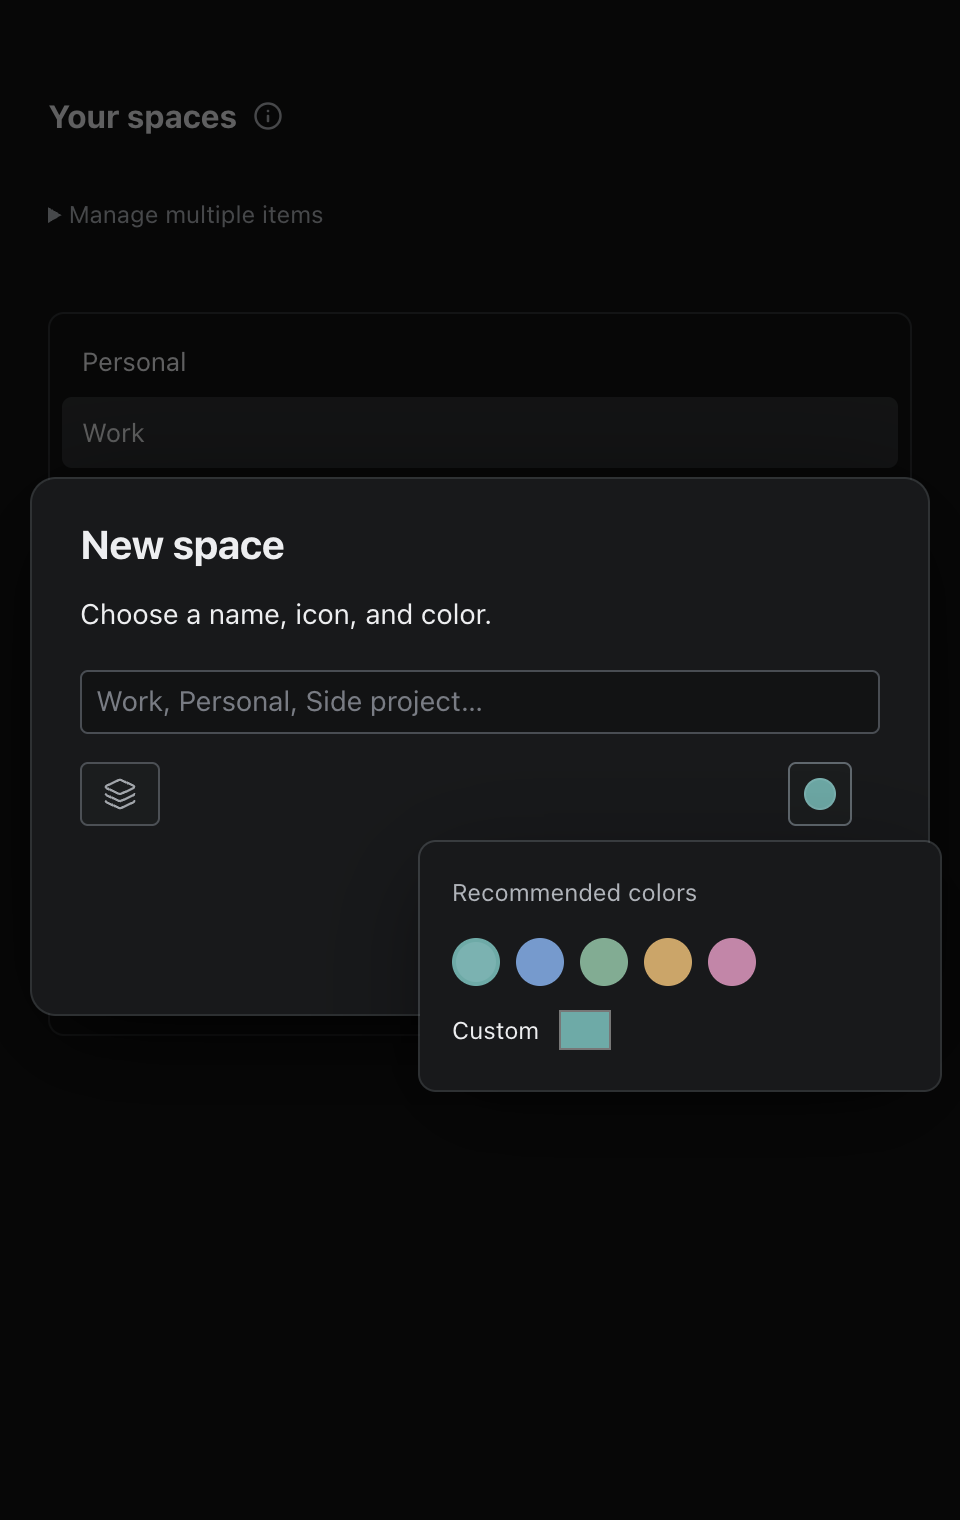 Your spaces
Manage multiple items
Personal
Work
New space
Choose a name, icon, and color.
Work, Personal, Side project...
Recommended colors
Custom